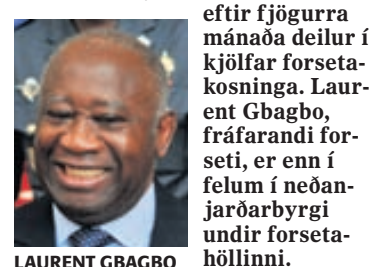 eftir fjögurra
mánaða deilur í
kjölfar forseta-
kosninga. Laur-
ent Gbagbo,
fráfarandi for-
seti, er enn í
felum í neðan-
jarðarbyrgi
undir forseta-
höllinni.
LAURENT GBAGBO